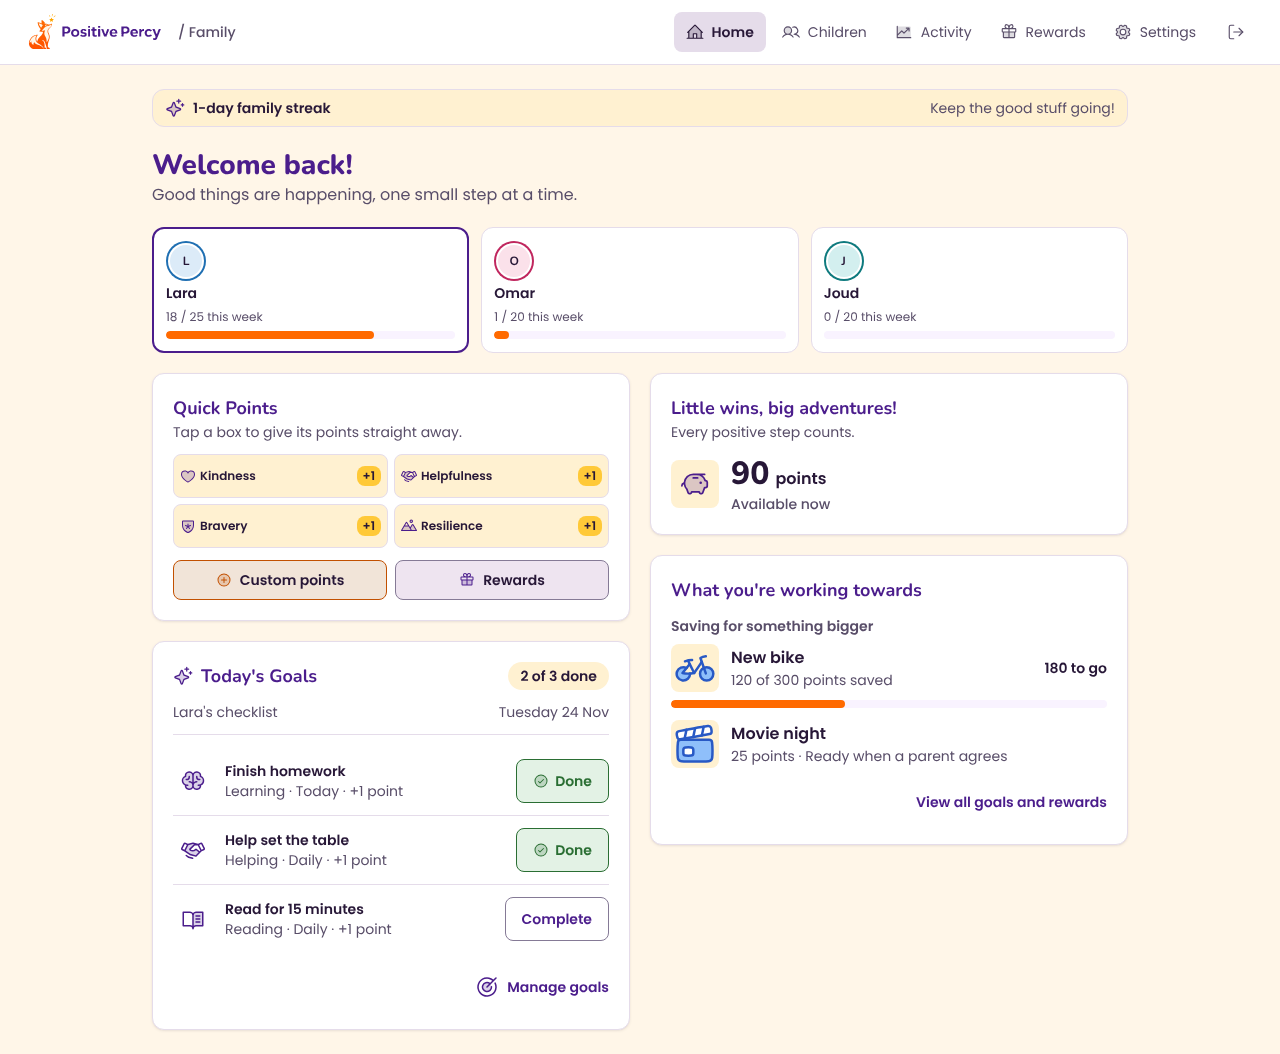 Positive Percy / Family
Home Children Activity Rewards Settings
1-day family streak
Keep the good stuff going!
Welcome back!
Good things are happening, one small step at a time.
L
Lara
18 / 25 this week
O
Omar
1 / 20 this week
J
Joud
0 / 20 this week
Quick Points
Tap a box to give its points straight away.
Kindness +1
Helpfulness +1
Bravery +1
Resilience +1
Custom points
Rewards
Today's Goals
2 of 3 done
Lara's checklist
Tuesday 24 Nov
Finish homework
Learning · Today · +1 point
Done
Help set the table
Helping · Daily · +1 point
Done
Read for 15 minutes
Reading · Daily · +1 point
Complete
Manage goals
Little wins, big adventures!
Every positive step counts.
90 points
Available now
What you're working towards
Saving for something bigger
New bike
120 of 300 points saved
180 to go
Movie night
25 points · Ready when a parent agrees
View all goals and rewards